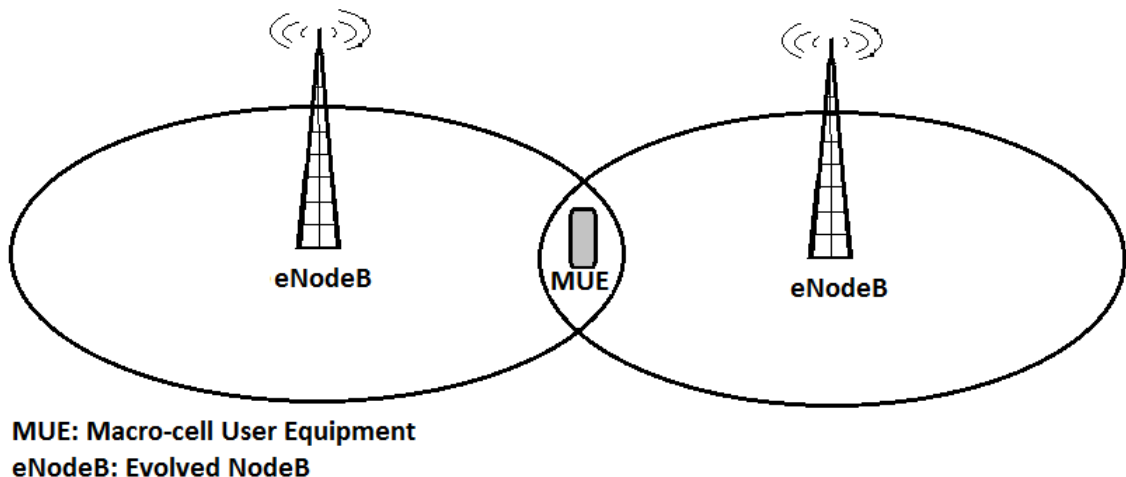 eNodeB
MUE
eNodeB
MUE: Macro-cell User Equipment
eNodeB: Evolved NodeB